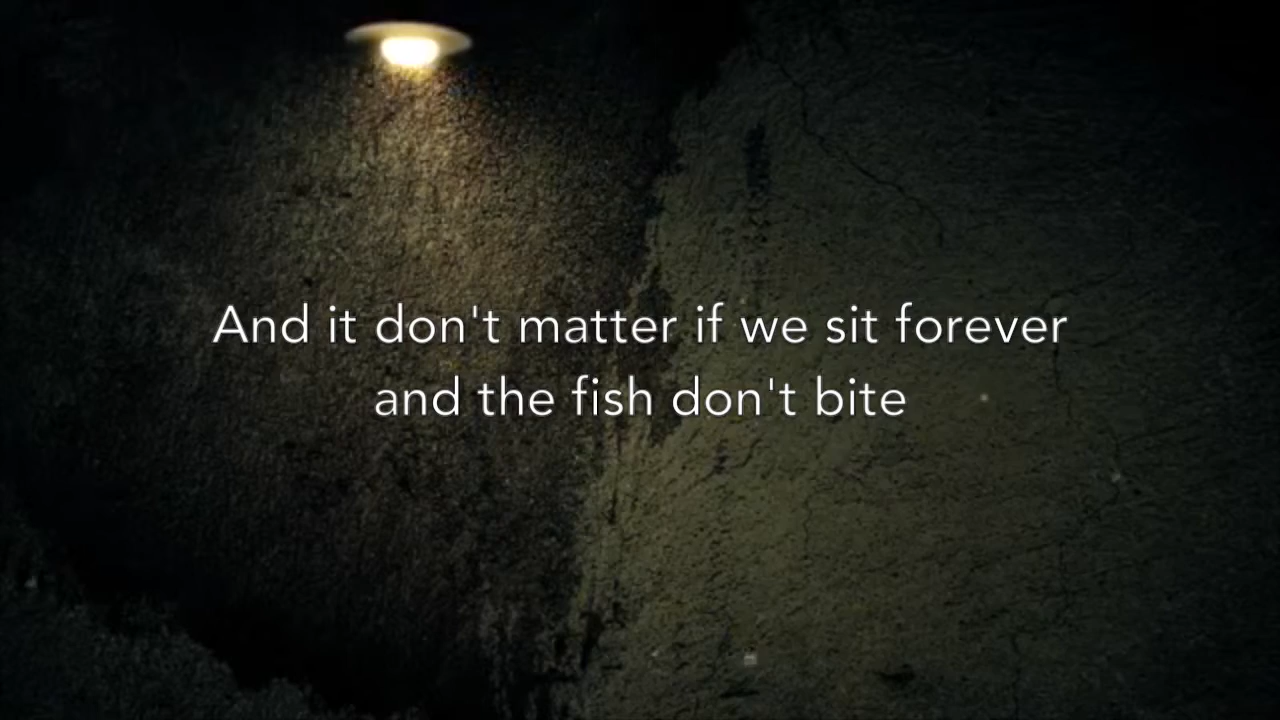 And it don't matter if we sit forever
and the fish don't bite